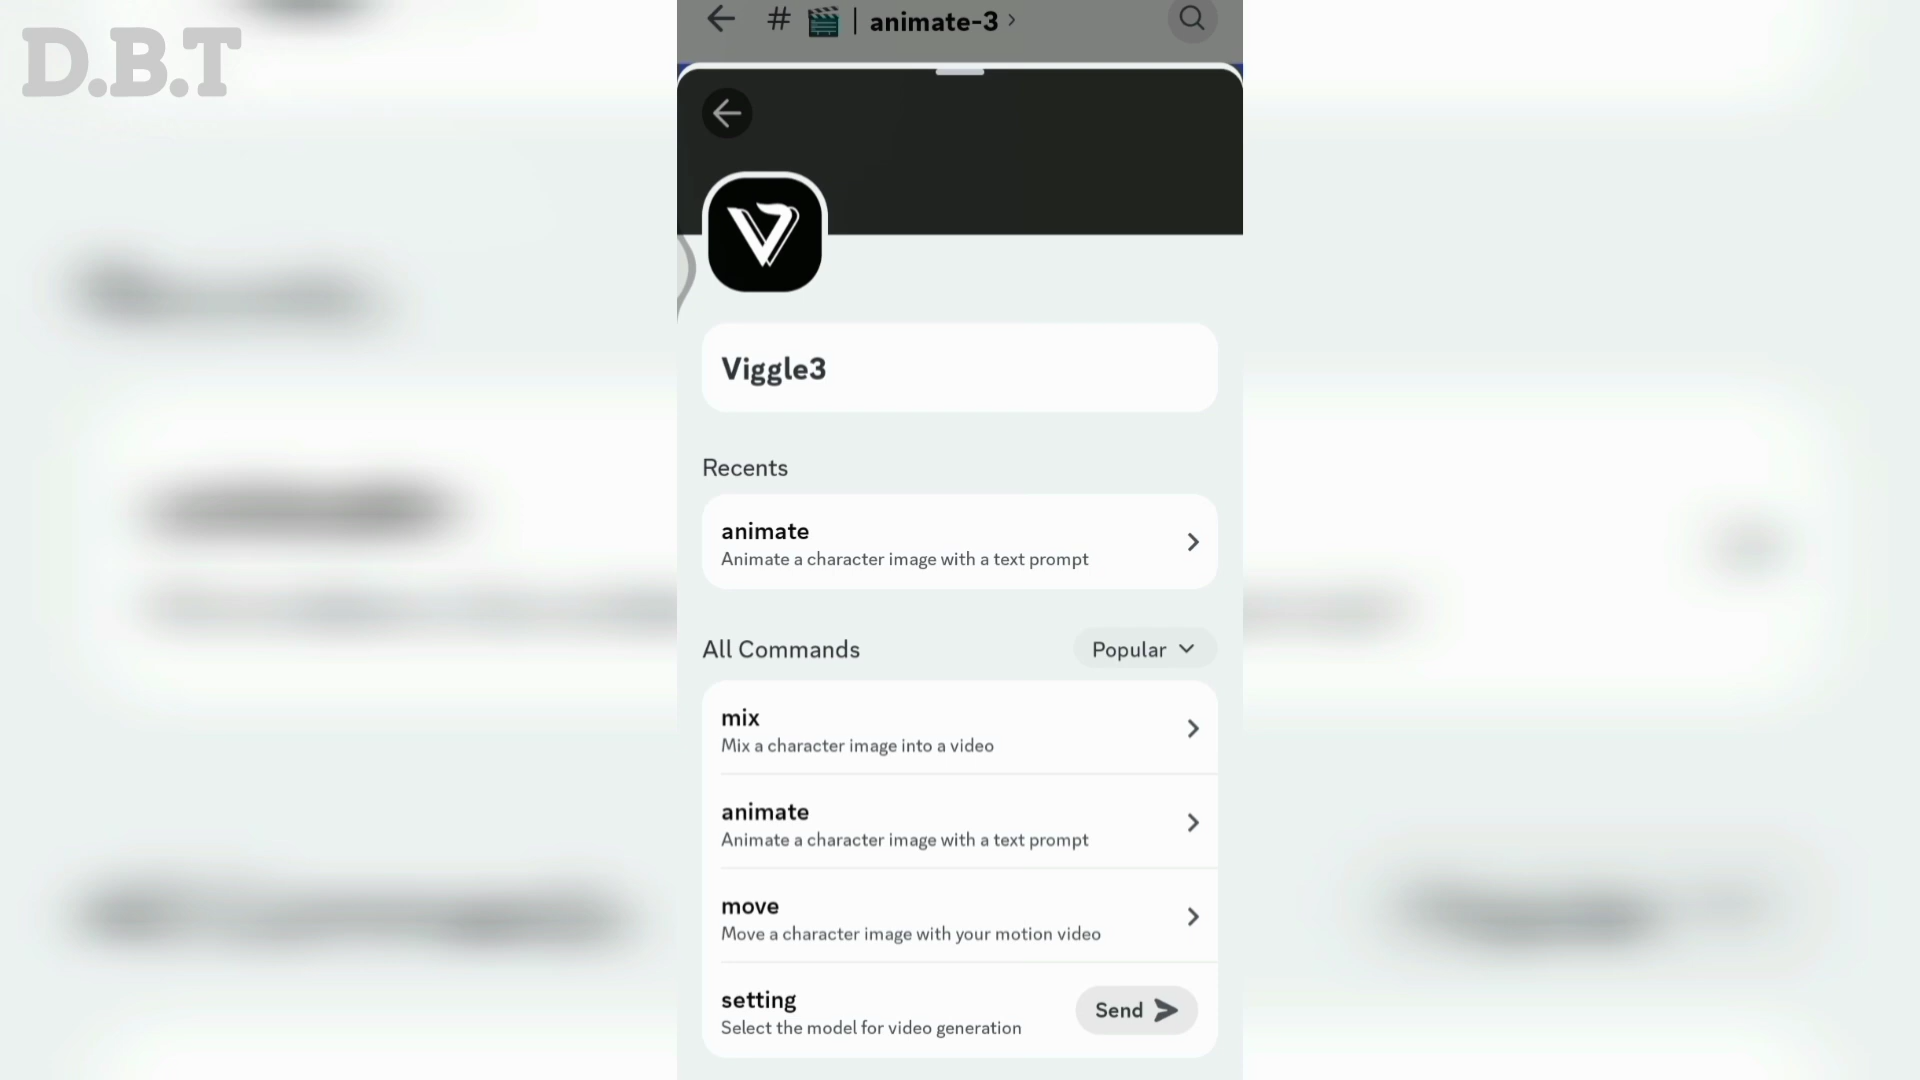 D.B.T
# | animate-3
Viggle3
Recents
animate
Animate a character image with a text prompt
All Commands
Popular
mix
Mix a character image into a video
animate
Animate a character image with a text prompt
move
Move a character image with your motion video
setting
Select the model for video generation
Send